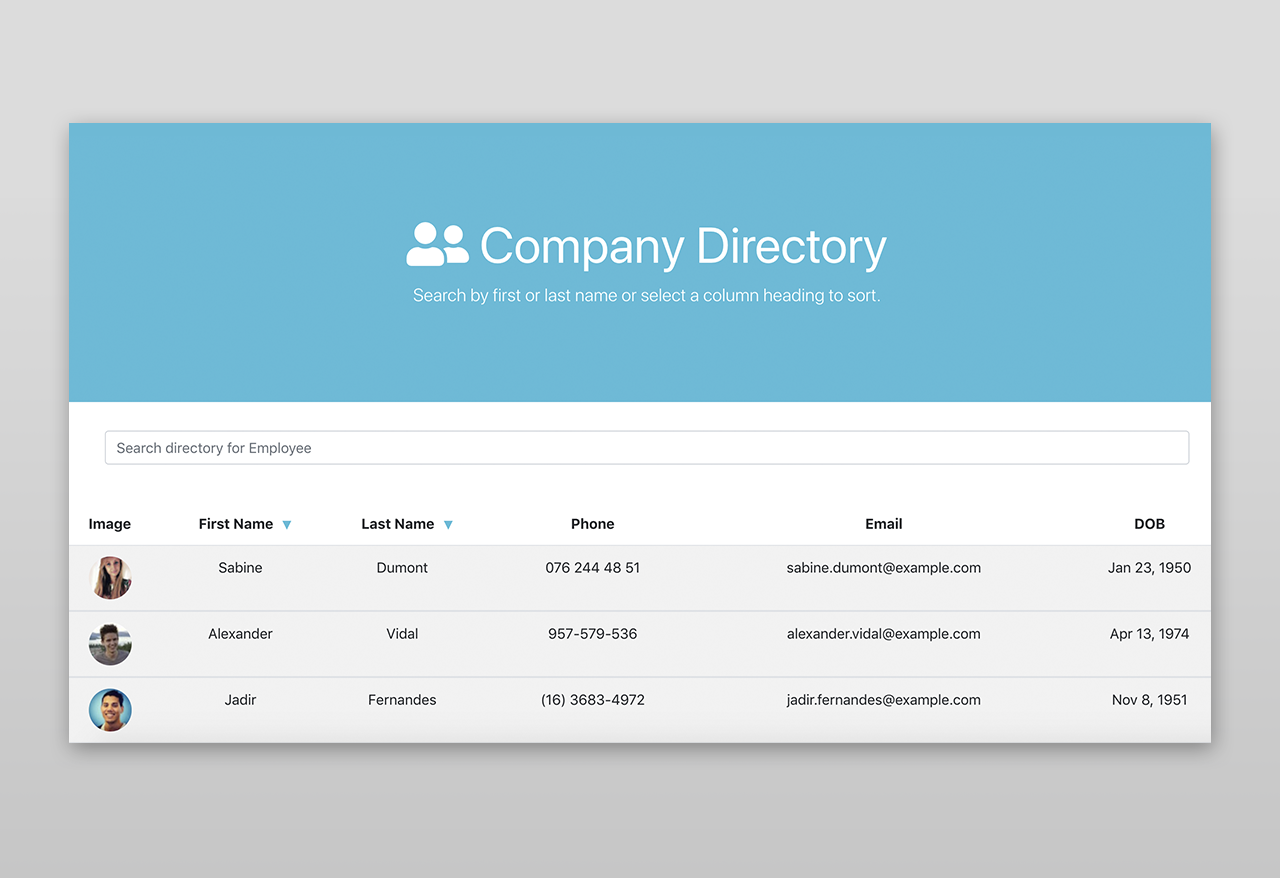 Company Directory
Search by first or last name or select a column heading to sort.
Search directory for Employee
Image First Name ▼ Last Name ▼ Phone Email DOB
Sabine Dumont 076 244 48 51 sabine.dumont@example.com Jan 23, 1950
Alexander Vidal 957-579-536 alexander.vidal@example.com Apr 13, 1974
Jadir Fernandes (16) 3683-4972 jadir.fernandes@example.com Nov 8, 1951